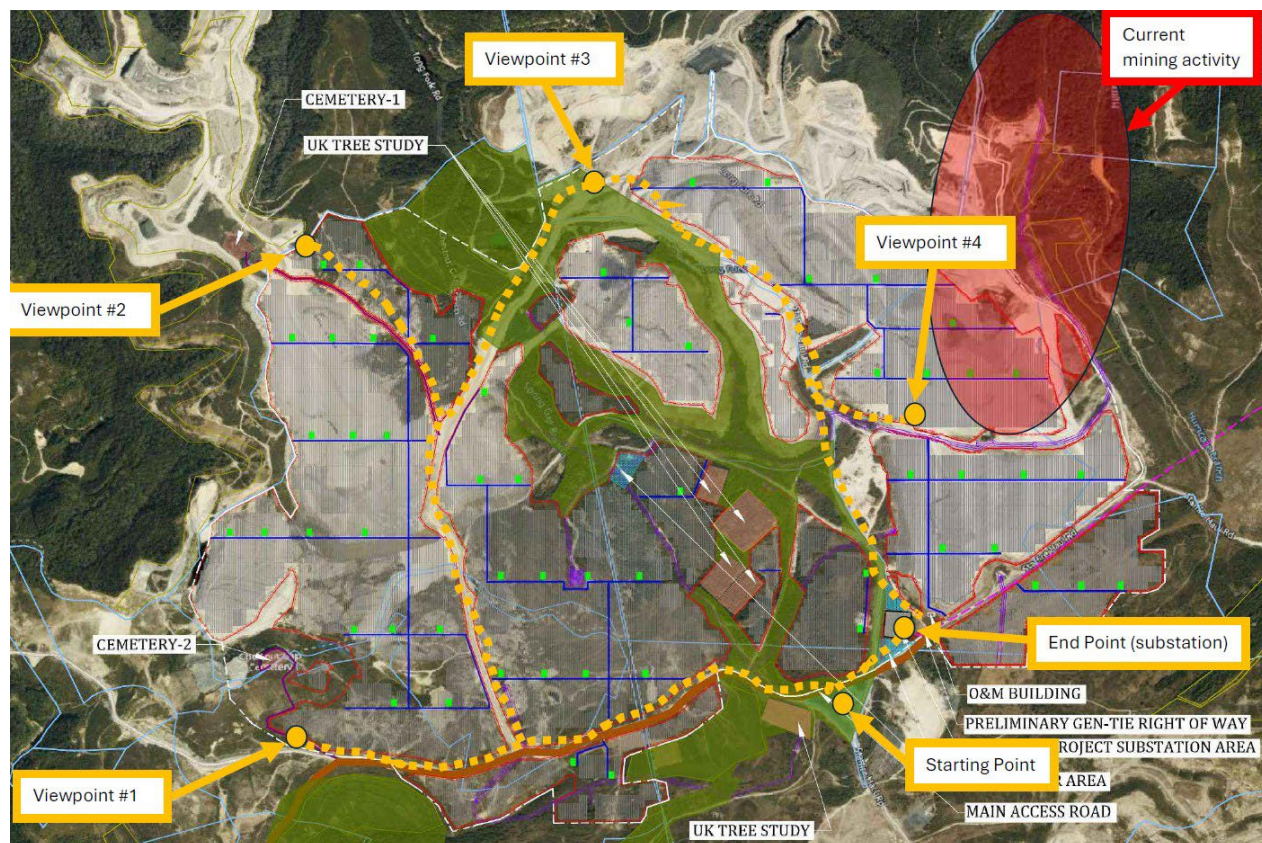 Current
mining activity
Viewpoint #3
CEMETERY-1
UK TREE STUDY
Viewpoint #4
Viewpoint #2
CEMETERY-2
Cemetery
End Point (substation)
O&M BUILDING
PRELIMINARY GEN-TIE RIGHT OF WAY
ROJECT SUBSTATION AREA
Starting Point
AREA
MAIN ACCESS ROAD
Viewpoint #1
UK TREE STUDY